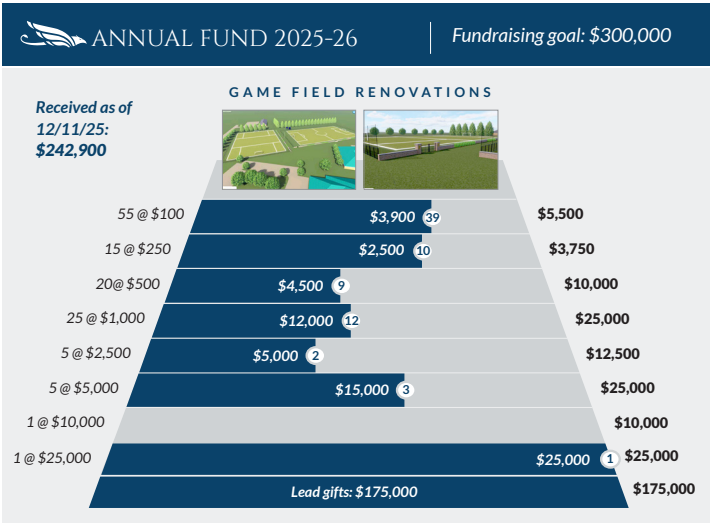 ANNUAL FUND 2025-26
Fundraising goal: $300,000
GAME FIELD RENOVATIONS
Received as of
12/11/25:
$242,900
55 @ $100 $3,900 39 $5,500
15 @ $250 $2,500 10 $3,750
20@ $500 $4,500 9 $10,000
25 @ $1,000 $12,000 12 $25,000
5 @ $2,500 $5,000 2 $12,500
5 @ $5,000 $15,000 3 $25,000
1 @ $10,000 $10,000
1 @ $25,000 $25,000 1 $25,000
Lead gifts: $175,000 $175,000